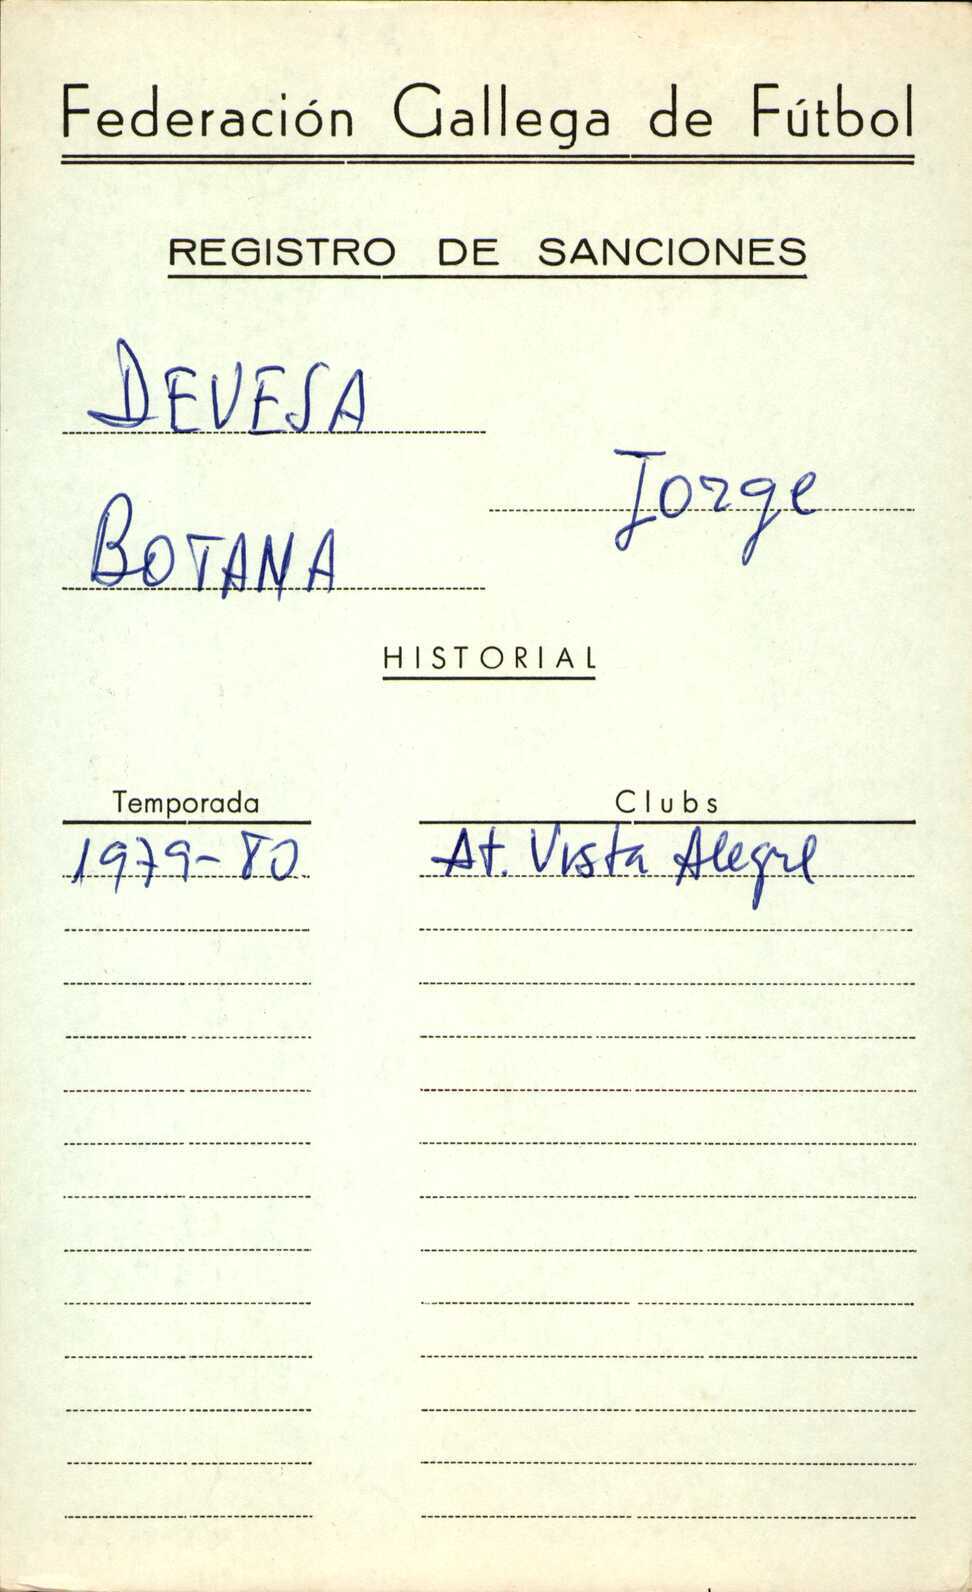 Federación Gallega de Fútbol
REGISTRO DE SANCIONES
DEVESA
Jorge
BOTANA
HISTORIAL
Temporada Clubs
1979-80 At. Vista Alegre